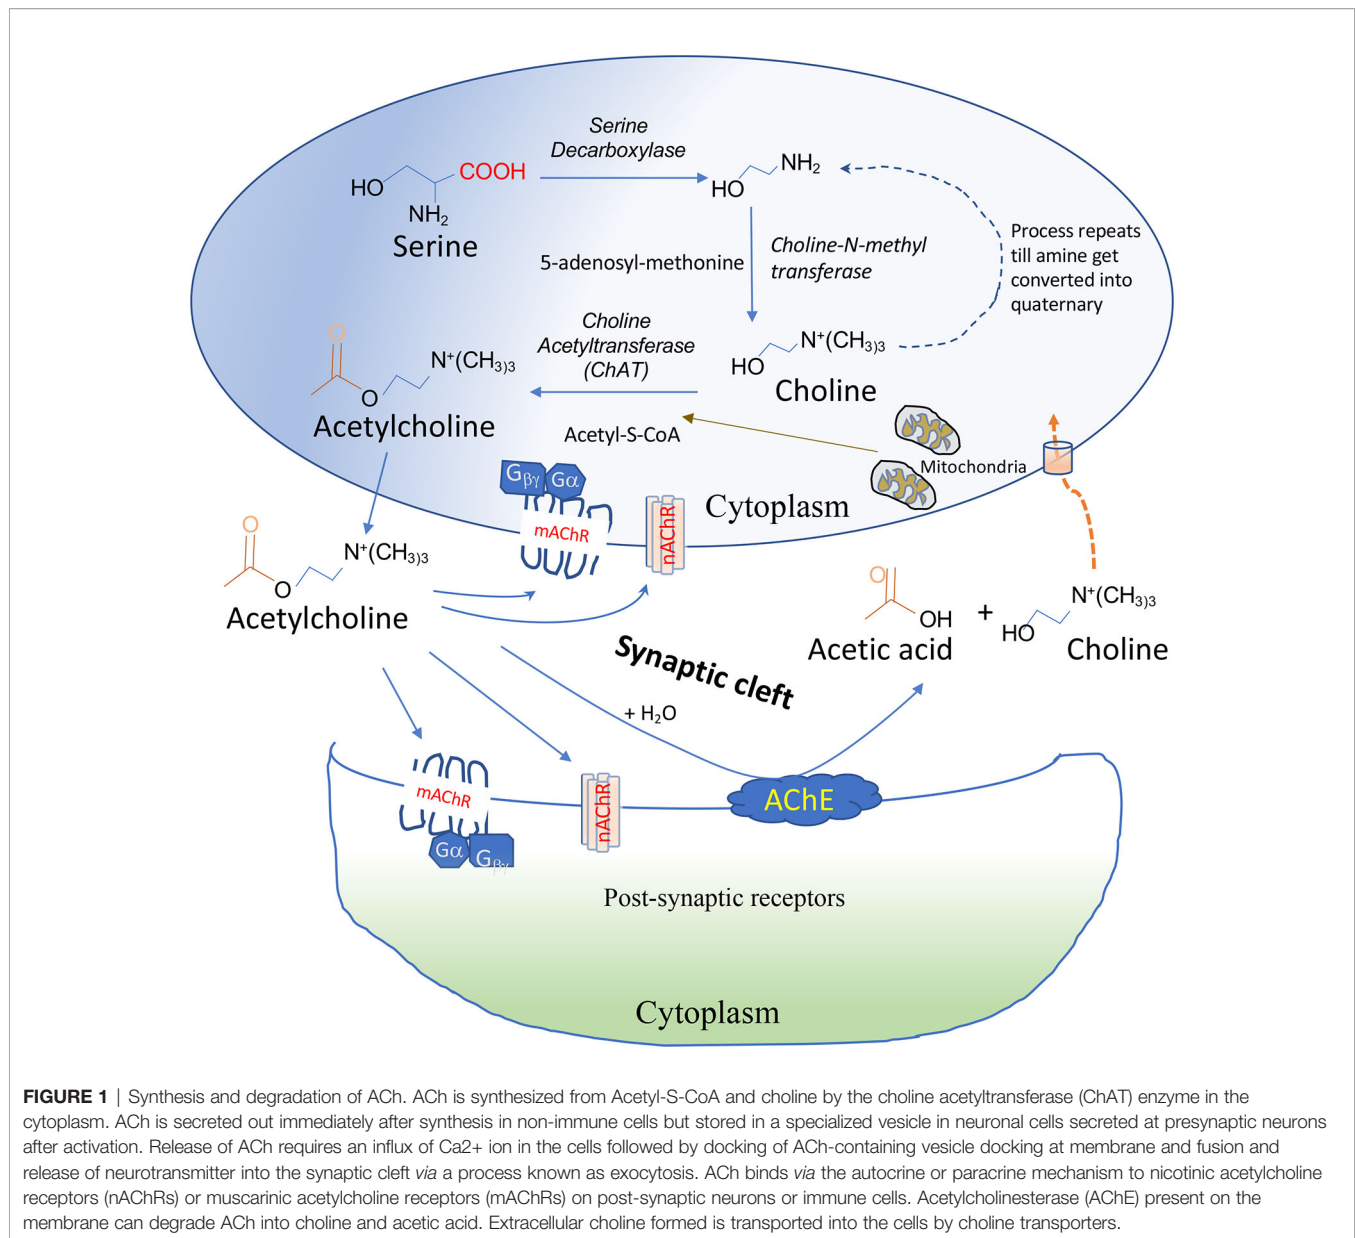 Serine
Decarboxylase
HO
COOH
NH2
Serine
HO
NH2
5-adenosyl-methonine
Choline-N-methyl
transferase
Process repeats
till amine get
converted into
quaternary
Choline
Acetyltransferase
(ChAT)
HO
N+(CH3)3
Choline
O
O
N+(CH3)3
Acetylcholine
Acetyl-S-CoA
Mitochondria
Gβγ
Gα
mAChR
nAChR
Cytoplasm
O
O
N+(CH3)3
Acetylcholine
O
OH
Acetic acid
+
HO
N+(CH3)3
Choline
Synaptic cleft
+ H2O
mAChR
Gα
Gβγ
nAChR
AChE
Post-synaptic receptors
Cytoplasm
FIGURE 1 | Synthesis and degradation of ACh. ACh is synthesized from Acetyl-S-CoA and choline by the choline acetyltransferase (ChAT) enzyme in the
cytoplasm. ACh is secreted out immediately after synthesis in non-immune cells but stored in a specialized vesicle in neuronal cells secreted at presynaptic neurons
after activation. Release of ACh requires an influx of Ca2+ ion in the cells followed by docking of ACh-containing vesicle docking at membrane and fusion and
release of neurotransmitter into the synaptic cleft via a process known as exocytosis. ACh binds via the autocrine or paracrine mechanism to nicotinic acetylcholine
receptors (nAChRs) or muscarinic acetylcholine receptors (mAChRs) on post-synaptic neurons or immune cells. Acetylcholinesterase (AChE) present on the
membrane can degrade ACh into choline and acetic acid. Extracellular choline formed is transported into the cells by choline transporters.